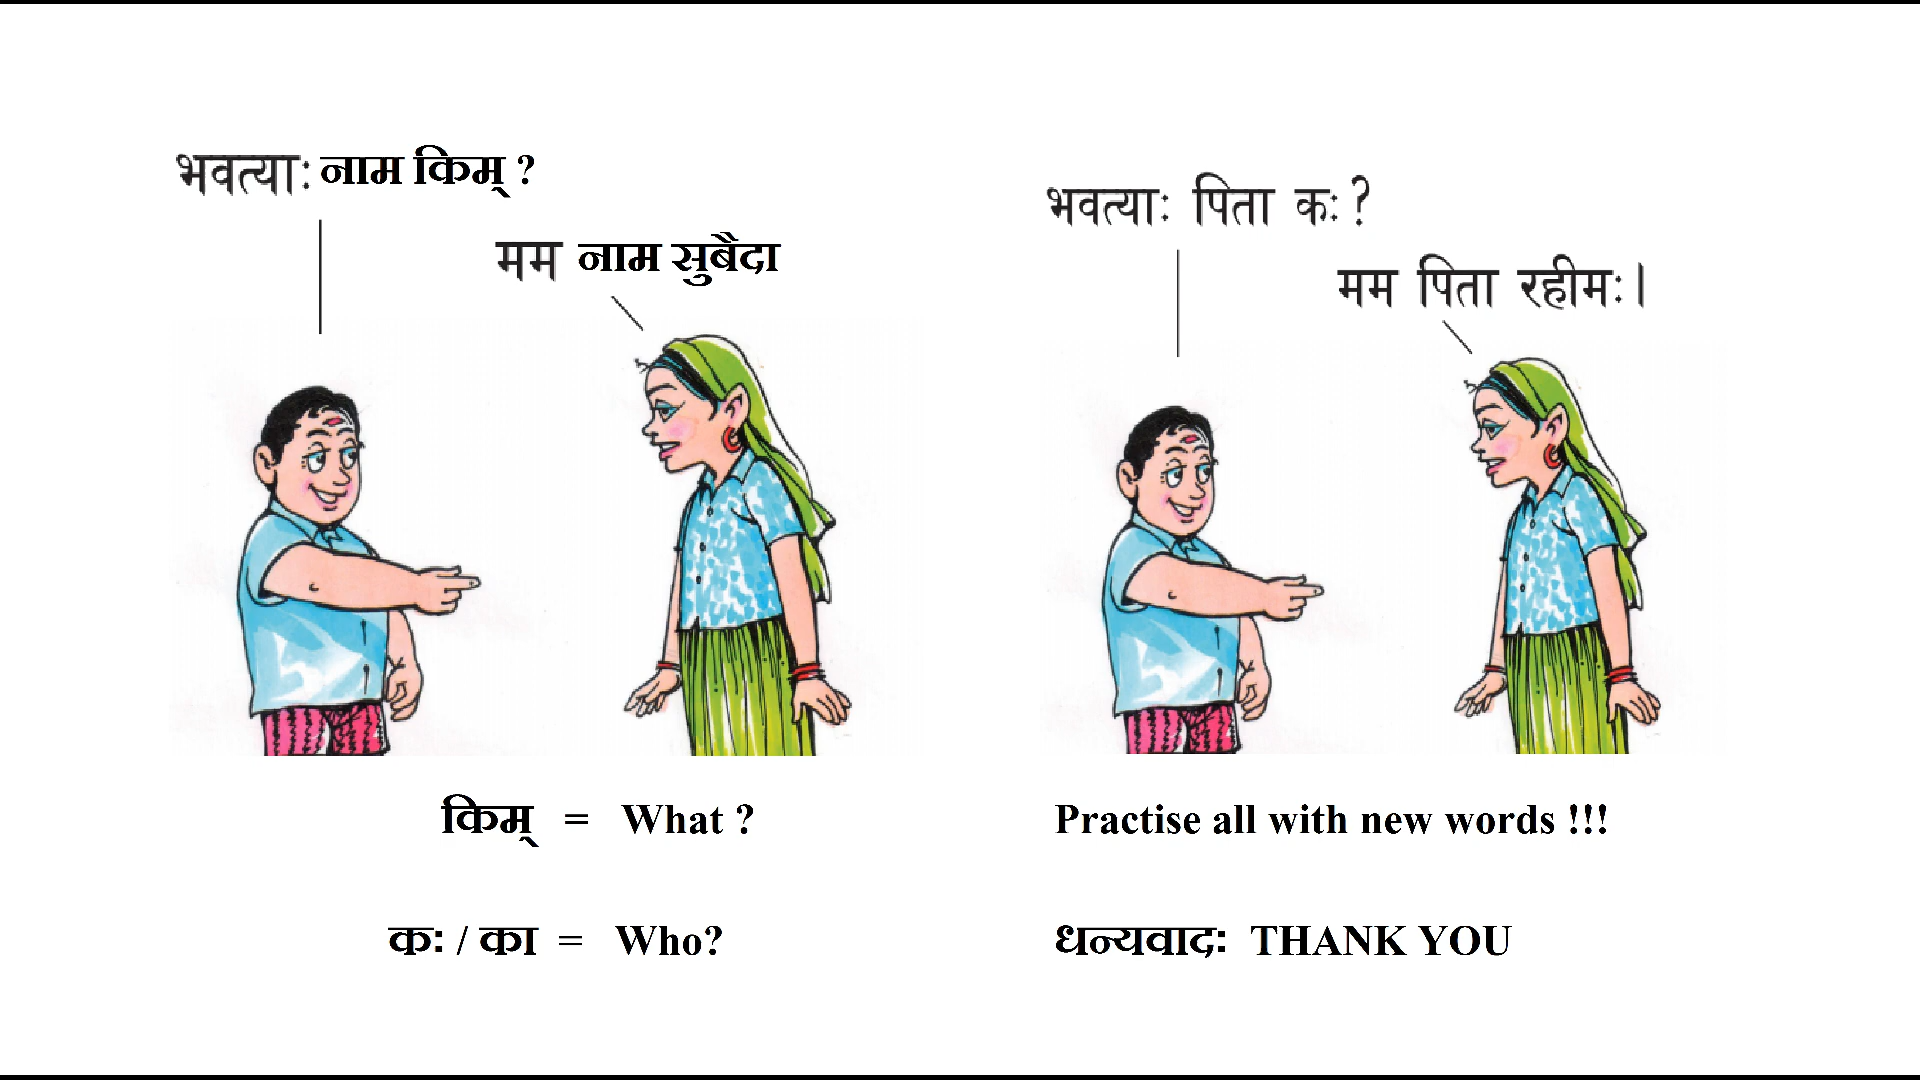 भवत्याः नाम किम् ?
मम नाम सुबैदा
भवत्याः पिता कः?
मम पिता रहीमः।
किम् = What ?
कः / का = Who?
Practise all with new words !!!
धन्यवादः THANK YOU